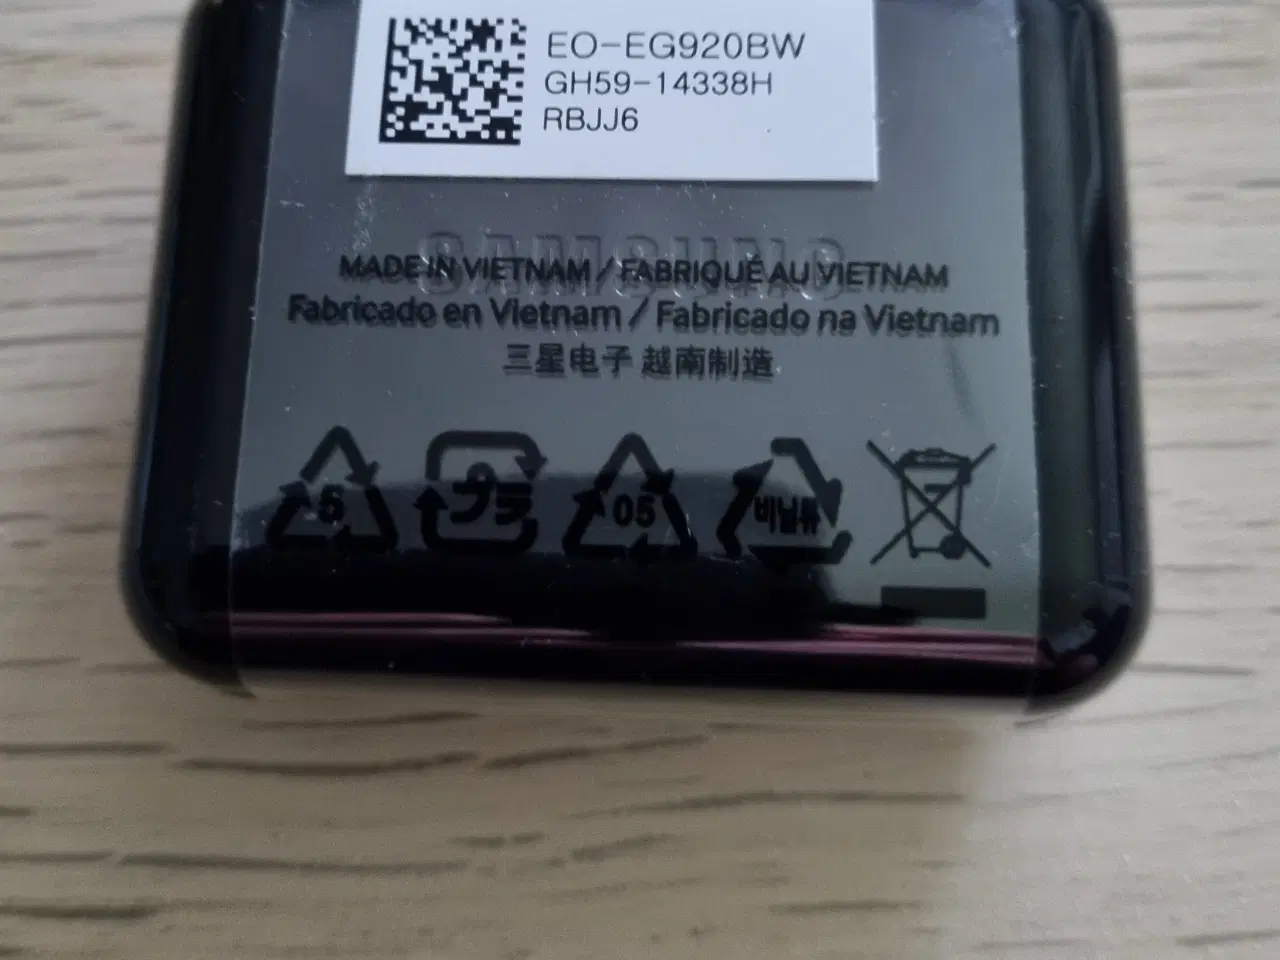 EO-EG920BW
GH59-14338H
RBJJ6
SAMSUNG
MADE IN VIETNAM / FABRIQUÉ AU VIETNAM
Fabricado en Vietnam / Fabricado na Vietnam
三星电子 越南制造
5 プラ 05 비닐류